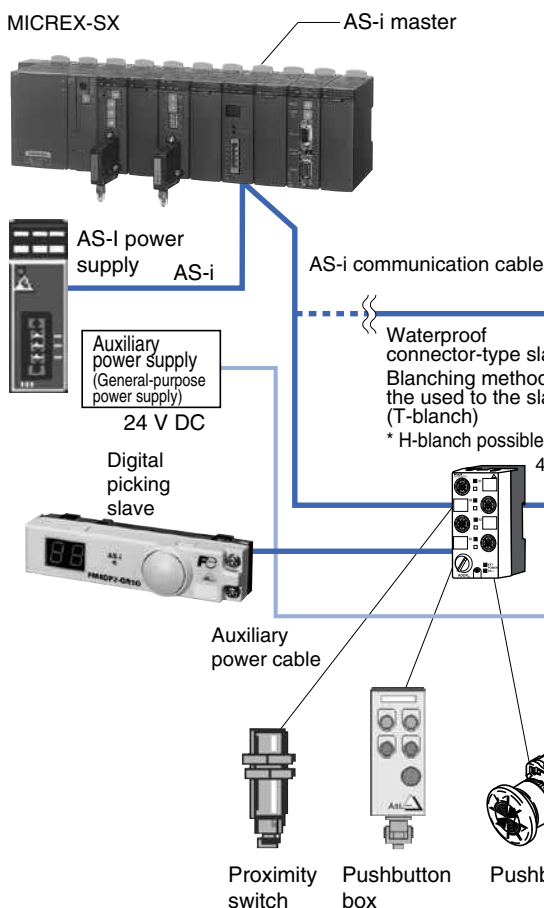 MICREX-SX
AS-i master
AS-I power
supply
AS-i
AS-i communication cable
Auxiliary
power supply
(General-purpose
power supply)
24 V DC
Waterproof
connector-type sla
Blanching method
the used to the sla
(T-blanch)
* H-blanch possible
4
Digital
picking
slave
AS-i
Auxiliary
power cable
Proximity
switch
Pushbutton
box
Pushb